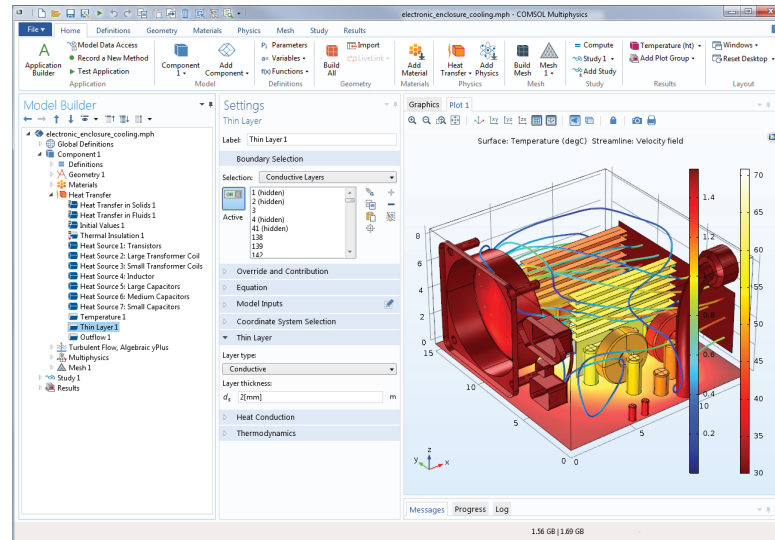 electronic_enclosure_cooling.mph - COMSOL Multiphysics
File Home Definitions Geometry Materials Physics Mesh Study Results
Application Builder
Model Data Access
Record a New Method
Test Application
Application
Component 1
Add Component
Model
Pi Parameters
a= Variables
f(x) Functions
Definitions
Build All
Import
LiveLink
Geometry
Add Material
Materials
Heat Transfer
Add Physics
Physics
Build Mesh
Mesh 1
Mesh
Compute
Study 1
Add Study
Study
Temperature (ht)
Add Plot Group
Results
Windows
Reset Desktop
Layout
Model Builder
electronic_enclosure_cooling.mph
Global Definitions
Component 1
Definitions
Geometry 1
Materials
Heat Transfer
Heat Transfer in Solids 1
Heat Transfer in Fluids 1
Initial Values 1
Thermal Insulation 1
Heat Source 1: Transistors
Heat Source 2: Large Transformer Coil
Heat Source 3: Small Transformer Coils
Heat Source 4: Inductor
Heat Source 5: Large Capacitors
Heat Source 6: Medium Capacitors
Heat Source 7: Small Capacitors
Temperature 1
Thin Layer 1
Outflow 1
Turbulent Flow, Algebraic yPlus
Multiphysics
Mesh 1
Study 1
Results
Settings
Thin Layer
Label: Thin Layer 1
Boundary Selection
Selection: Conductive Layers
ON
Active
1 (hidden)
2 (hidden)
3
4 (hidden)
41 (hidden)
138
139
142
Override and Contribution
Equation
Model Inputs
Coordinate System Selection
Thin Layer
Layer type:
Conductive
Layer thickness:
ds 2[mm] m
Heat Conduction
Thermodynamics
Graphics Plot 1
xy yz xz
Surface: Temperature (degC) Streamline: Velocity field
8
6
4
2
0
15
10
5
0
0
5
10
z
y
x
1.4
1.2
1
0.8
0.6
0.4
0.2
70
65
60
55
50
45
40
35
30
Messages Progress Log
1.56 GB | 1.69 GB